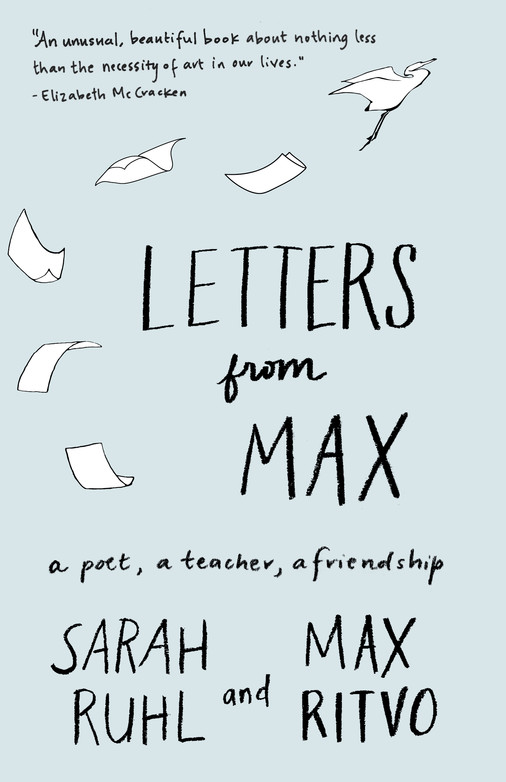 "An unusual, beautiful book about nothing less
than the necessity of art in our lives."
- Elizabeth McCracken
LETTERS
from
MAX
a poet, a teacher, a friendship
SARAH
RUHL
and
MAX
RITVO